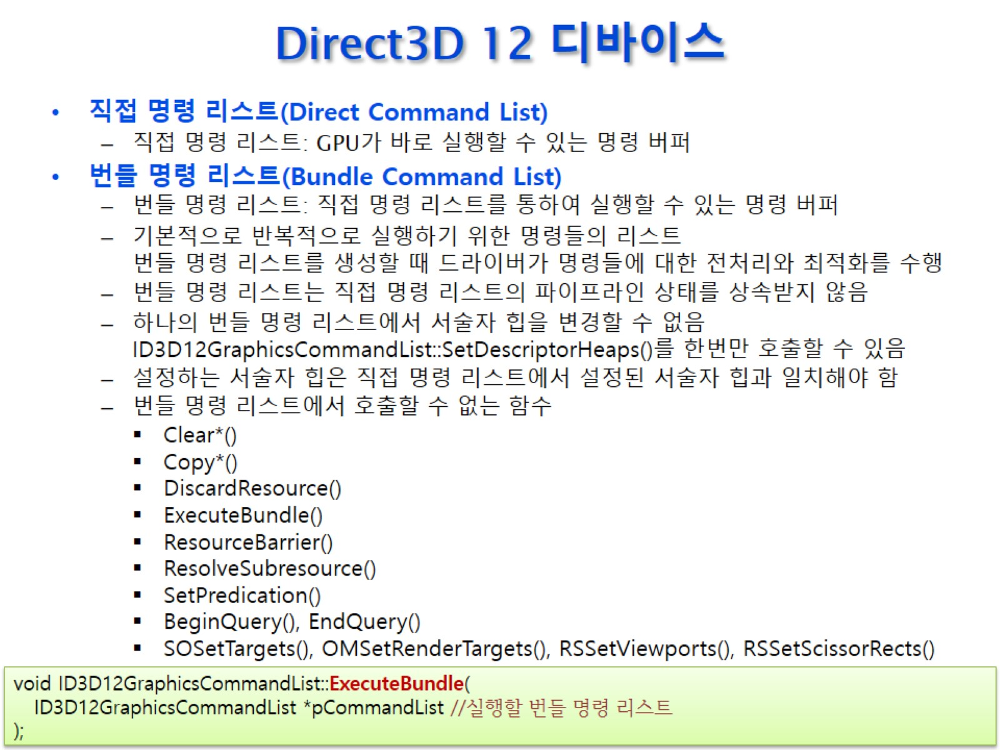 Direct3D 12 디바이스
• 직접 명령 리스트(Direct Command List)
– 직접 명령 리스트: GPU가 바로 실행할 수 있는 명령 버퍼
• 번들 명령 리스트(Bundle Command List)
– 번들 명령 리스트: 직접 명령 리스트를 통하여 실행할 수 있는 명령 버퍼
– 기본적으로 반복적으로 실행하기 위한 명령들의 리스트
번들 명령 리스트를 생성할 때 드라이버가 명령들에 대한 전처리와 최적화를 수행
– 번들 명령 리스트는 직접 명령 리스트의 파이프라인 상태를 상속받지 않음
– 하나의 번들 명령 리스트에서 서술자 힙을 변경할 수 없음
ID3D12GraphicsCommandList::SetDescriptorHeaps()를 한번만 호출할 수 있음
– 설정하는 서술자 힙은 직접 명령 리스트에서 설정된 서술자 힙과 일치해야 함
– 번들 명령 리스트에서 호출할 수 없는 함수
▪ Clear*()
▪ Copy*()
▪ DiscardResource()
▪ ExecuteBundle()
▪ ResourceBarrier()
▪ ResolveSubresource()
▪ SetPredication()
▪ BeginQuery(), EndQuery()
▪ SOSetTargets(), OMSetRenderTargets(), RSSetViewports(), RSSetScissorRects()
void ID3D12GraphicsCommandList::ExecuteBundle(
ID3D12GraphicsCommandList *pCommandList //실행할 번들 명령 리스트
);